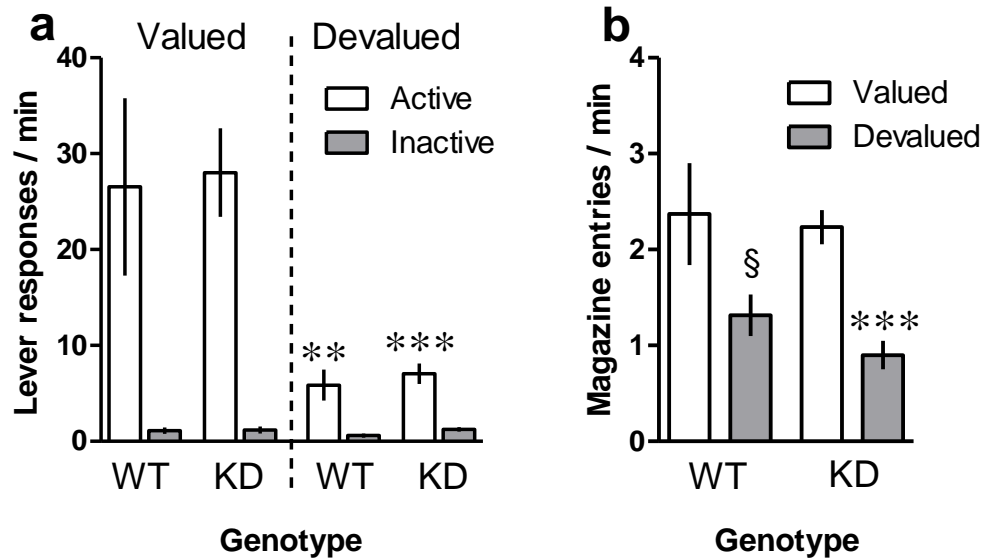 a
Valued Devalued
Active
Inactive
Lever responses / min
40
30
20
10
0
** ***
WT KD WT KD
Genotype
b
Valued
Devalued
Magazine entries / min
4
3
2
1
0
§
***
WT KD
Genotype